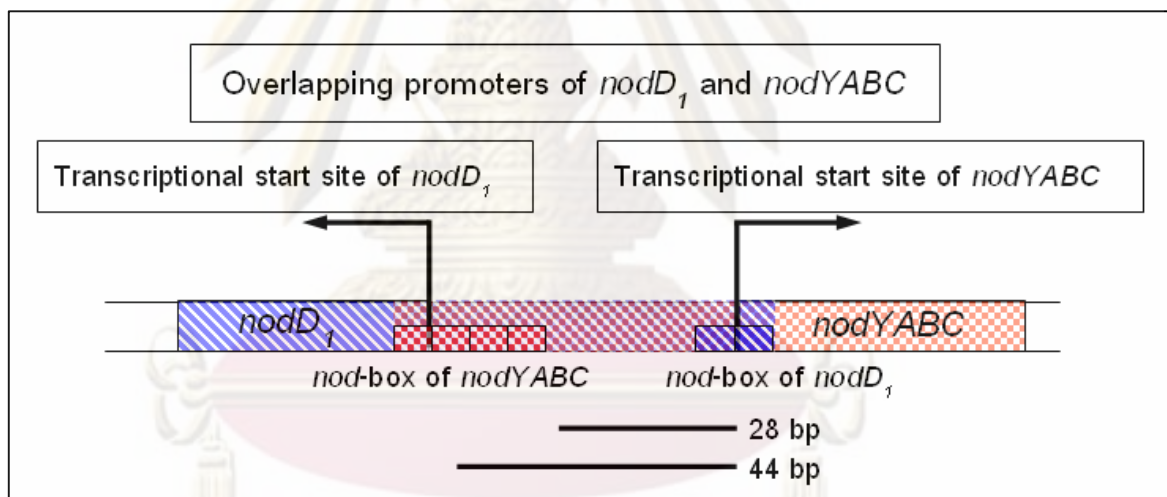 Overlapping promoters of nodD₁ and nodYABC
Transcriptional start site of nodD₁
Transcriptional start site of nodYABC
nodD₁
nodYABC
nod-box of nodYABC
nod-box of nodD₁
28 bp
44 bp